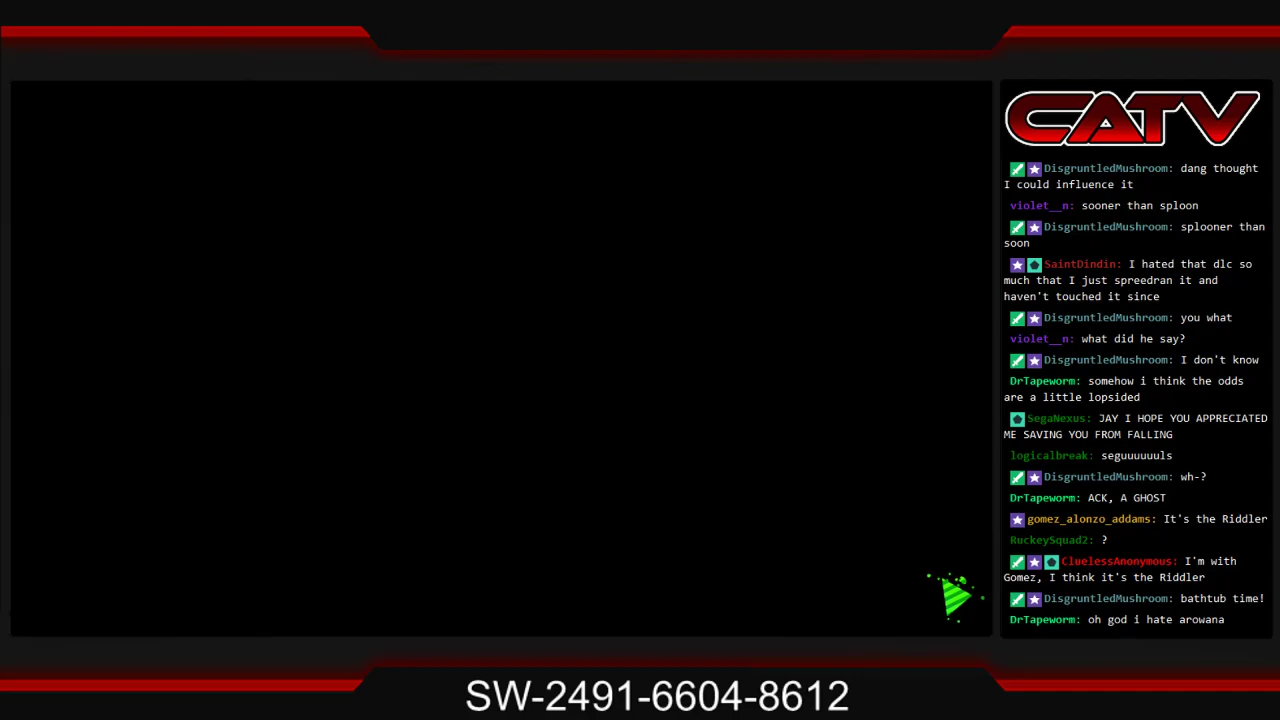 CATV
DisgruntledMushroom: dang thought
I could influence it
violet__n: sooner than sploon
DisgruntledMushroom: splooner than
soon
SaintDindin: I hated that dlc so
much that I just spreedran it and
haven't touched it since
DisgruntledMushroom: you what
violet__n: what did he say?
DisgruntledMushroom: I don't know
DrTapeworm: somehow i think the odds
are a little lopsided
SegaNexus: JAY I HOPE YOU APPRECIATED
ME SAVING YOU FROM FALLING
logicalbreak: seguuuuuuls
DisgruntledMushroom: wh-?
DrTapeworm: ACK, A GHOST
gomez_alonzo_addams: It's the Riddler
RuckeySquad2: ?
CluelessAnonymous: I'm with
Gomez, I think it's the Riddler
DisgruntledMushroom: bathtub time!
DrTapeworm: oh god i hate arowana
SW-2491-6604-8612